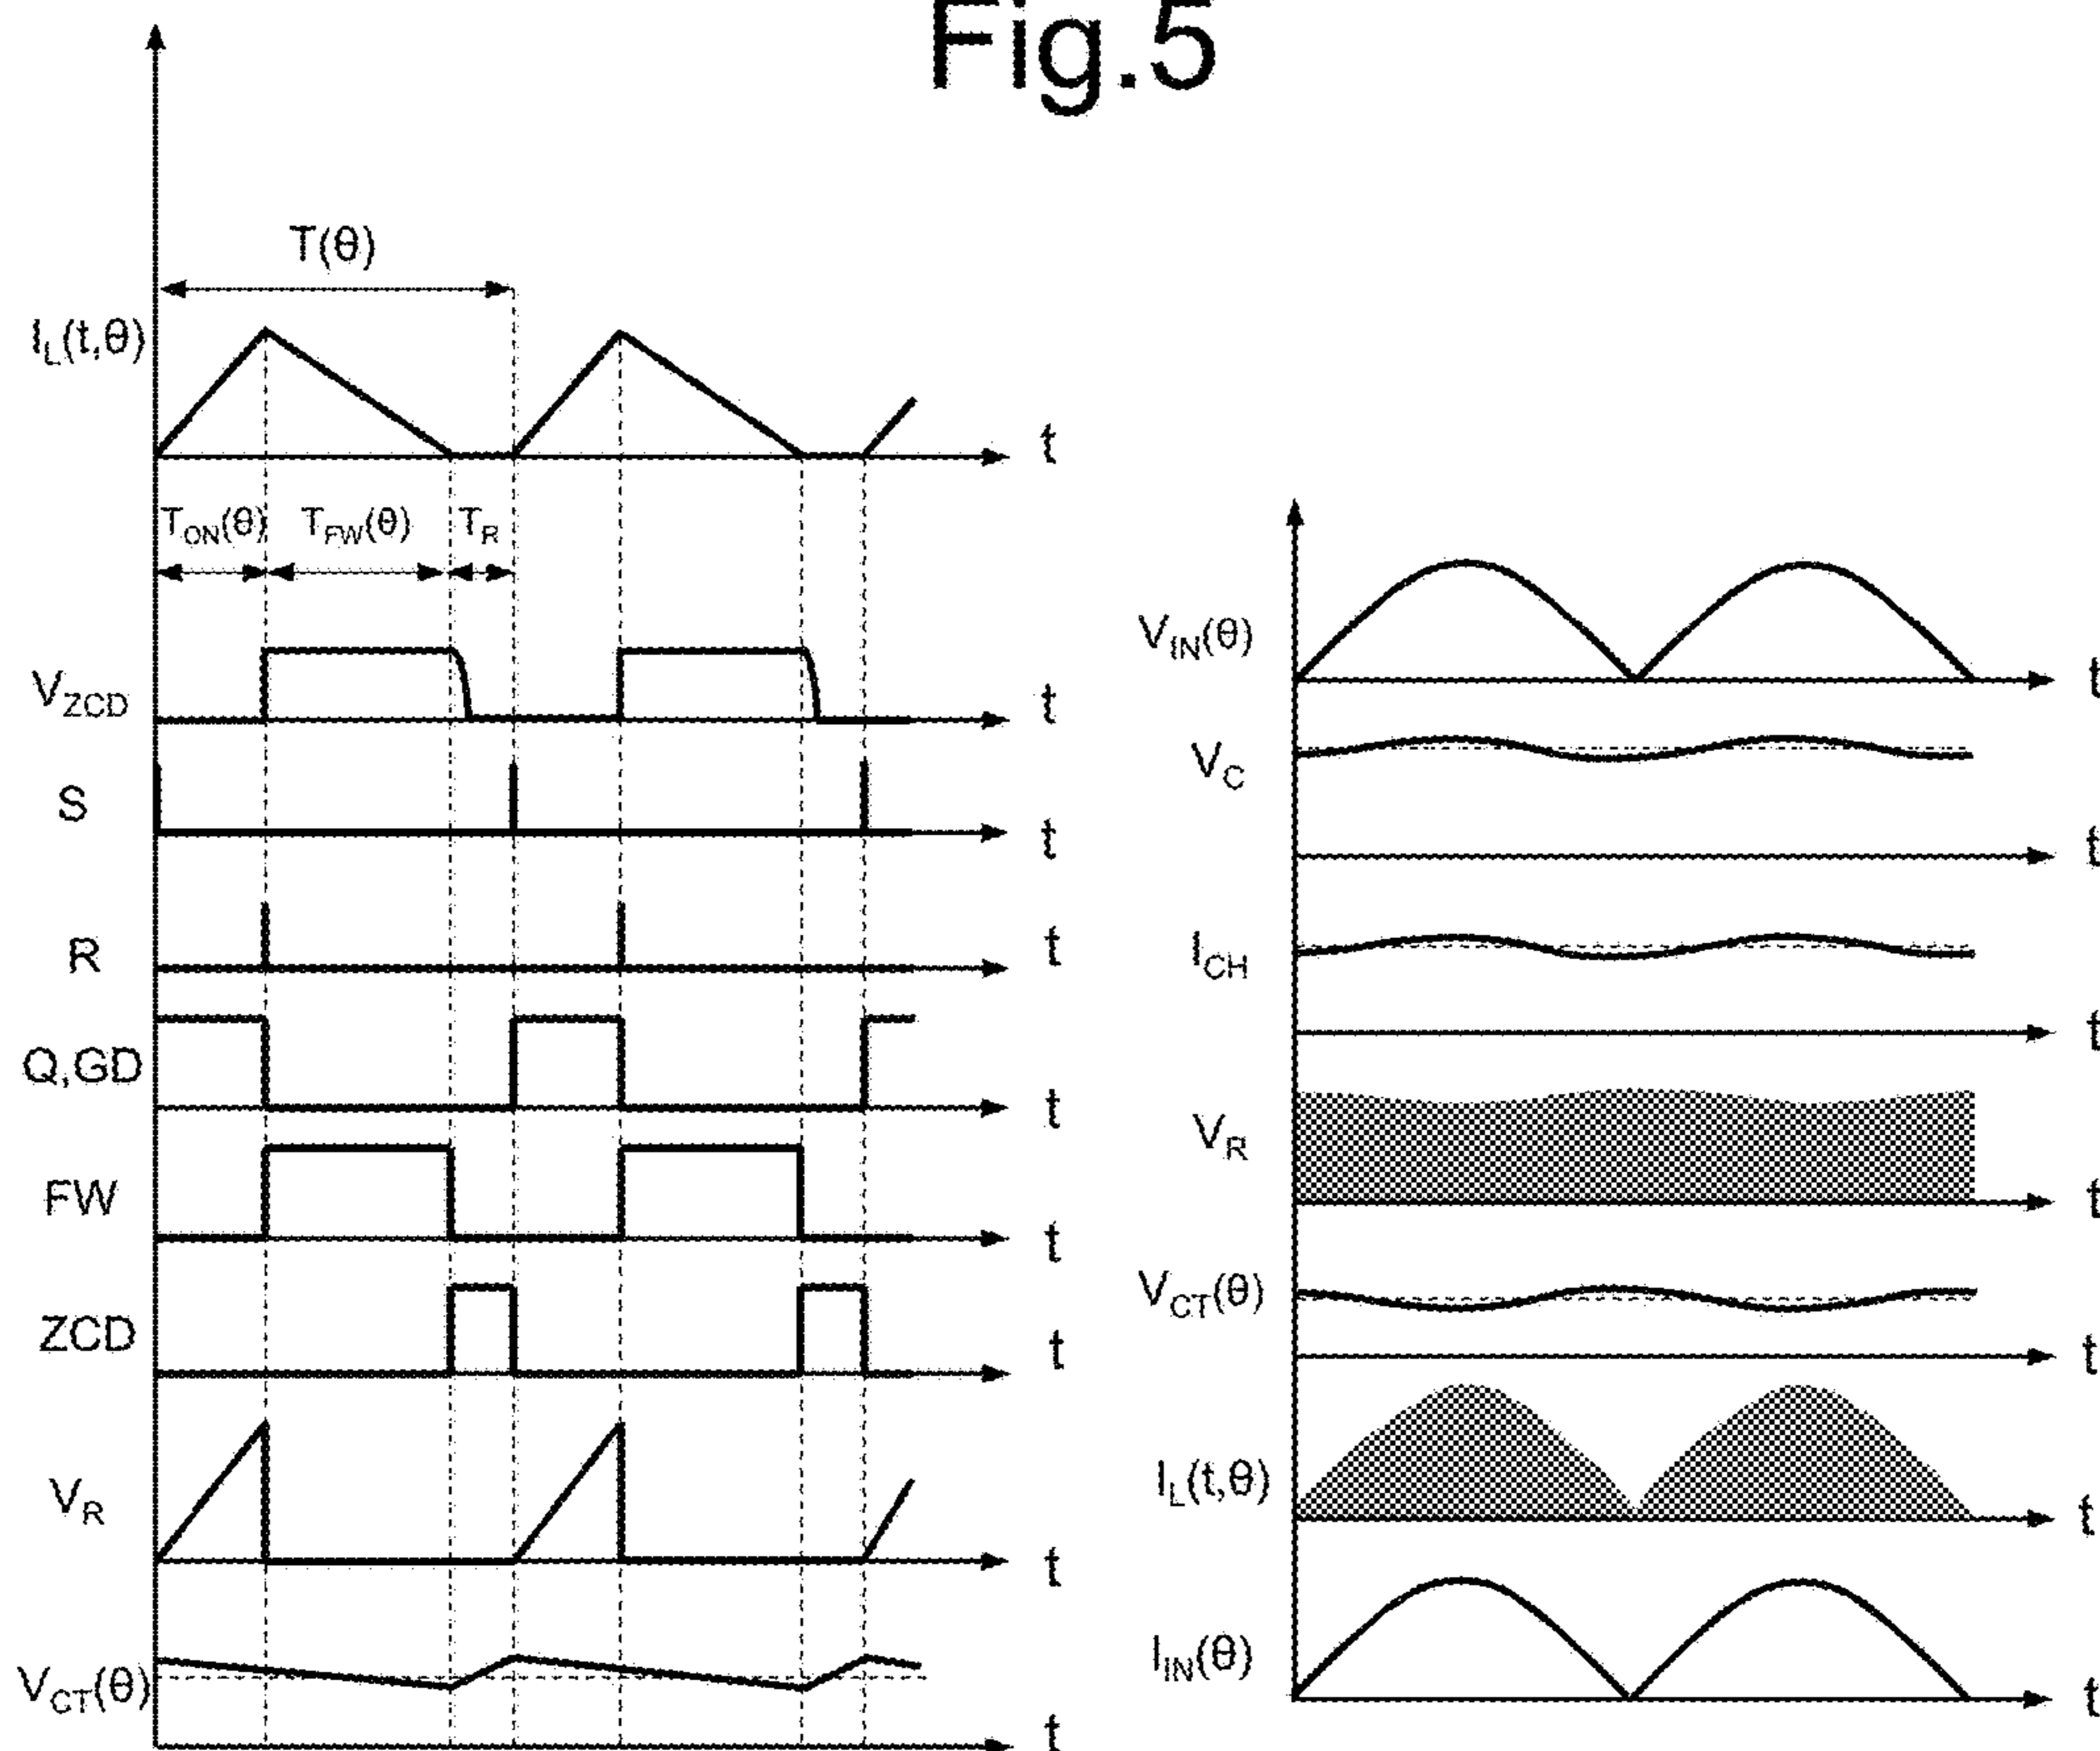 Fig.5
T(θ)
I_L(t,θ)
t
T_ON(θ) T_FW(θ) T_R
V_ZCD
t
S
t
R
t
Q,GD
t
FW
t
ZCD
t
V_R
t
V_CT(θ)
t
V_IN(θ)
t
V_C
t
I_CH
t
V_R
t
V_CT(θ)
t
I_L(t,θ)
t
I_IN(θ)
t